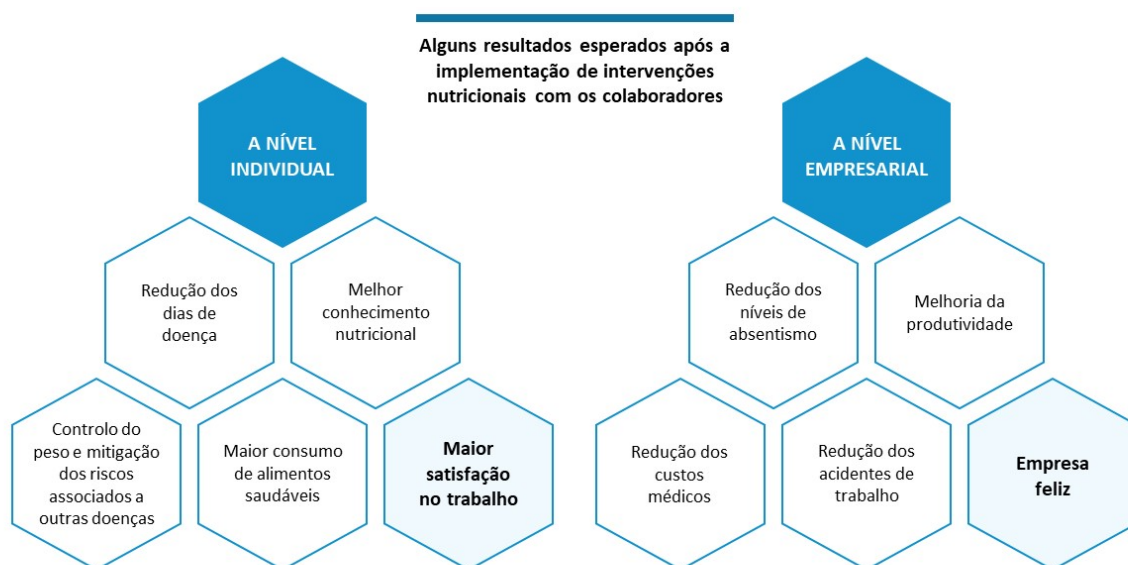 Alguns resultados esperados após a
implementação de intervenções
nutricionais com os colaboradores
A NÍVEL
INDIVIDUAL
Redução dos
dias de
doença
Melhor
conhecimento
nutricional
Controlo do
peso e mitigação
dos riscos
associados a
outras doenças
Maior consumo
de alimentos
saudáveis
Maior
satisfação
no trabalho
A NÍVEL
EMPRESARIAL
Redução dos
níveis de
absentismo
Melhoria da
produtividade
Redução dos
custos
médicos
Redução dos
acidentes de
trabalho
Empresa
feliz